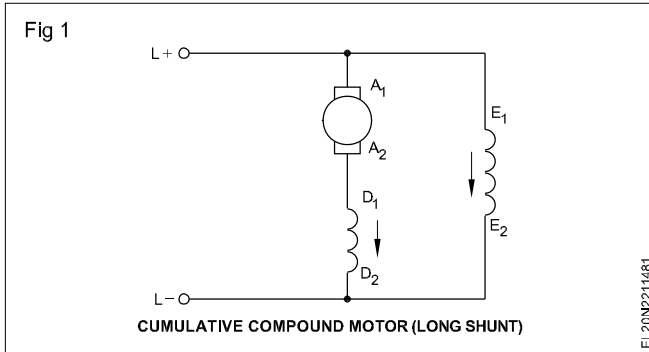 Fig 1
L+
A1
A2
E1
E2
D1
D2
L−
CUMULATIVE COMPOUND MOTOR (LONG SHUNT)
EL20N2211481